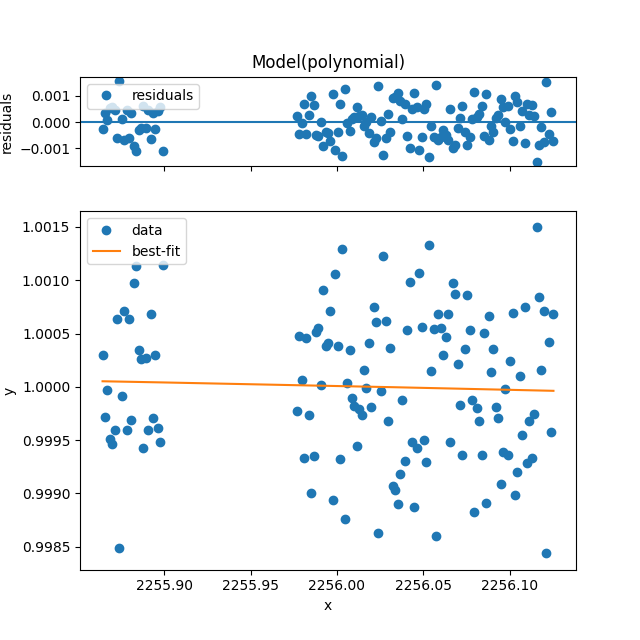 Model(polynomial)
residuals
0.001
0.000
−0.001
residuals
data
best-fit
1.0015
1.0010
1.0005
1.0000
0.9995
0.9990
0.9985
y
2255.90
2255.95
2256.00
2256.05
2256.10
x